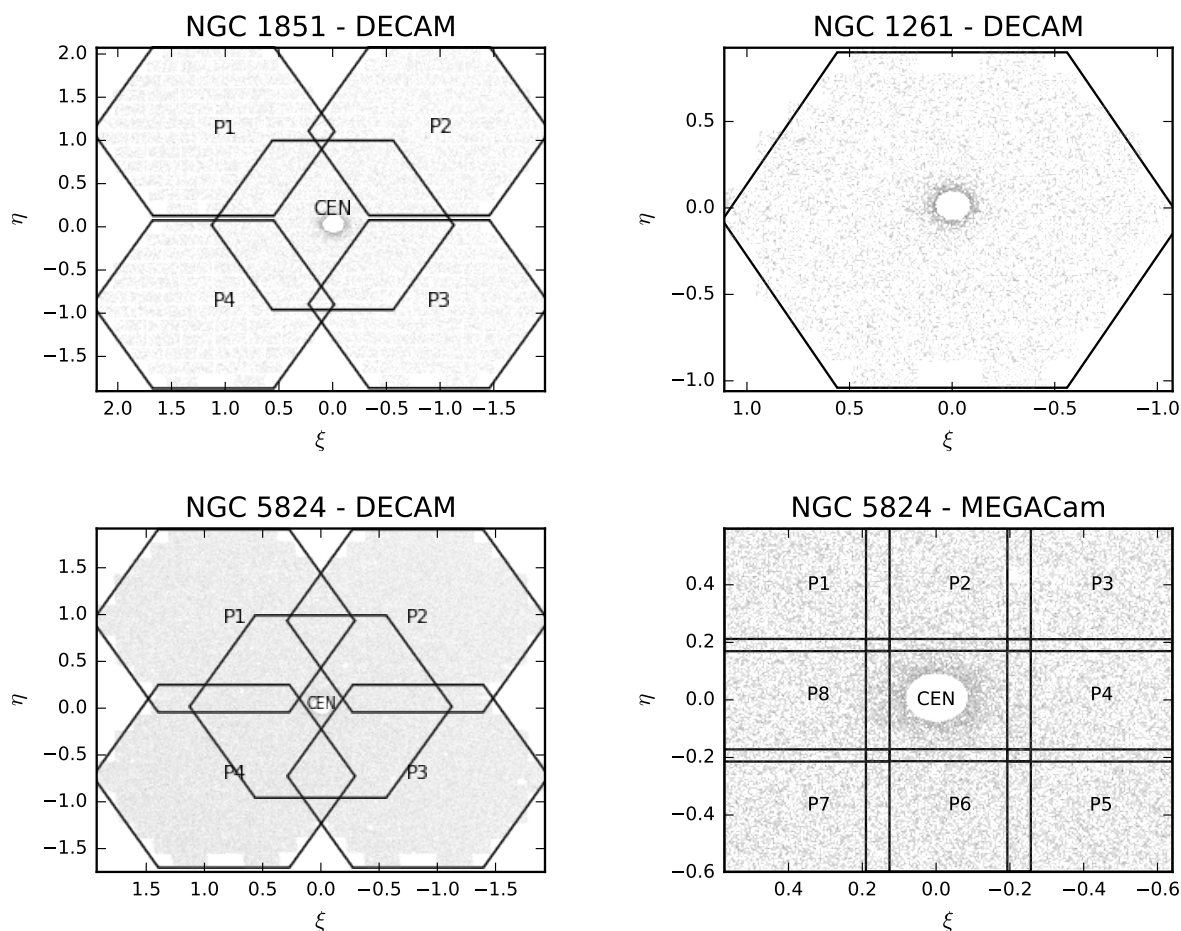 NGC 1851 - DECAM
2.0
1.5
1.0
0.5
0.0
−0.5
−1.0
−1.5
η
P1
P2
CEN
P4
P3
2.0 1.5 1.0 0.5 0.0 −0.5 −1.0 −1.5
ξ
NGC 1261 - DECAM
0.5
0.0
−0.5
−1.0
η
1.0 0.5 0.0 −0.5 −1.0
ξ
NGC 5824 - DECAM
1.5
1.0
0.5
0.0
−0.5
−1.0
−1.5
η
P1
P2
CEN
P4
P3
1.5 1.0 0.5 0.0 −0.5 −1.0 −1.5
ξ
NGC 5824 - MEGACam
0.4
0.2
0.0
−0.2
−0.4
−0.6
η
P1 P2 P3
P8 CEN P4
P7 P6 P5
0.4 0.2 0.0 −0.2 −0.4 −0.6
ξ